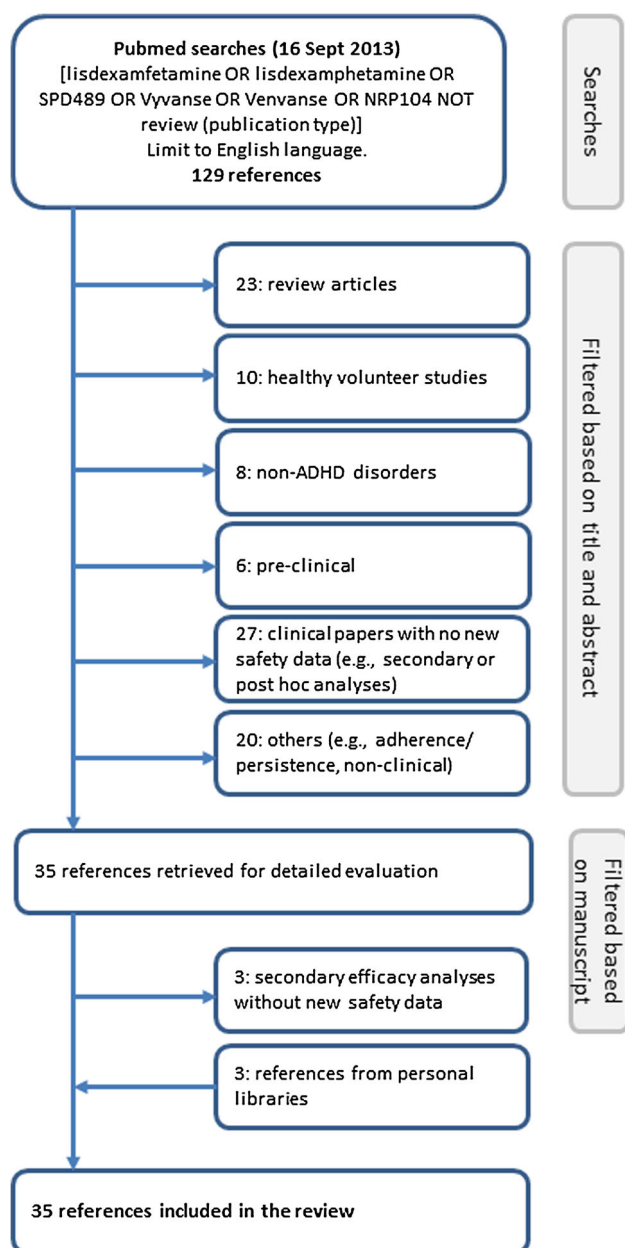 Pubmed searches (16 Sept 2013)
[lisdexamfetamine OR lisdexamphetamine OR
SPD489 OR Vyvanse OR Venvanse OR NRP104 NOT
review (publication type)]
Limit to English language.
129 references
Searches
23: review articles
10: healthy volunteer studies
8: non-ADHD disorders
6: pre-clinical
27: clinical papers with no new
safety data (e.g., secondary or
post hoc analyses)
20: others (e.g., adherence/
persistence, non-clinical)
Filtered based on title and abstract
35 references retrieved for detailed evaluation
3: secondary efficacy analyses
without new safety data
Filtered based
on manuscript
3: references from personal
libraries
35 references included in the review